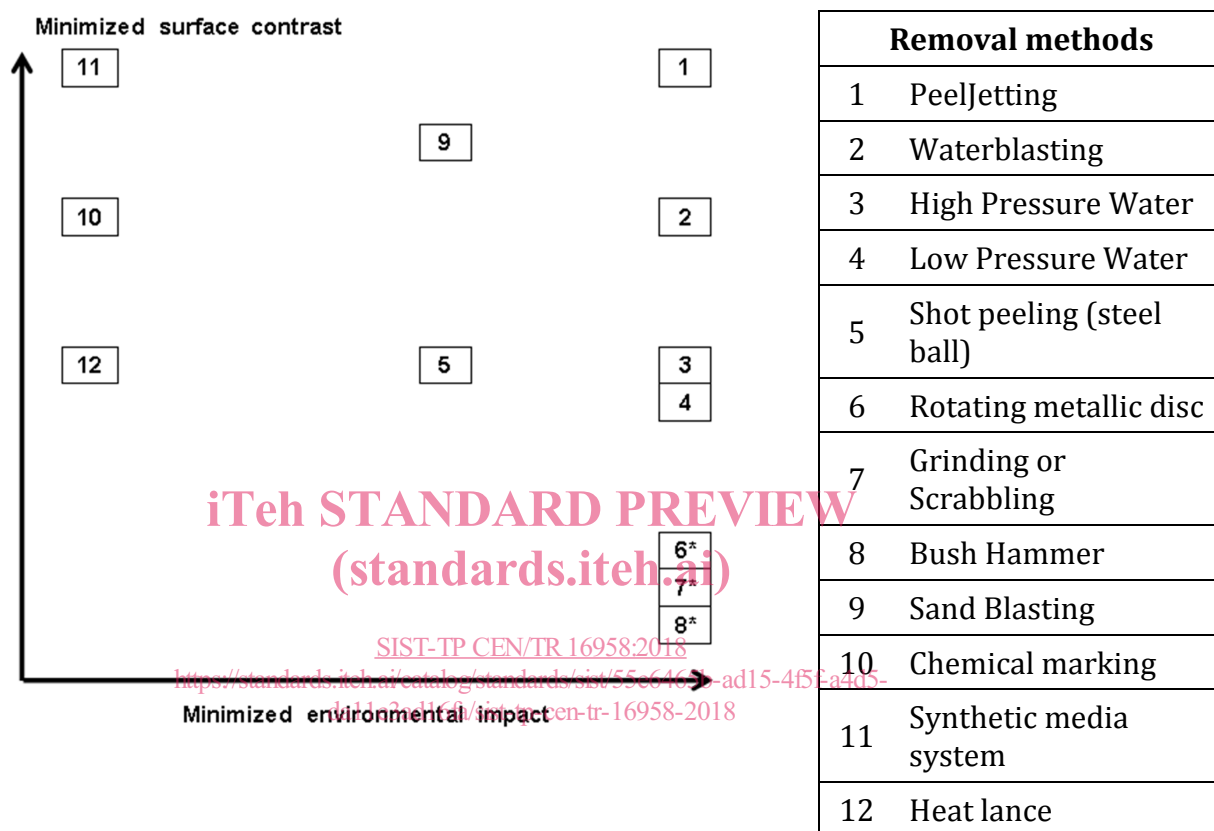 Minimized surface contrast
11
1
9
10
2
12
5
3
4
6*
7*
8*
Minimized environmental impact
iTeh STANDARD PREVIEW
(standards.iteh.ai)
SIST-TP CEN/TR 16958:2018
Removal methods
1 PeelJetting
2 Waterblasting
3 High Pressure Water
4 Low Pressure Water
5 Shot peeling (steel
ball)
6 Rotating metallic disc
7 Grinding or
Scrabbling
8 Bush Hammer
9 Sand Blasting
10 Chemical marking
11 Synthetic media
system
12 Heat lance